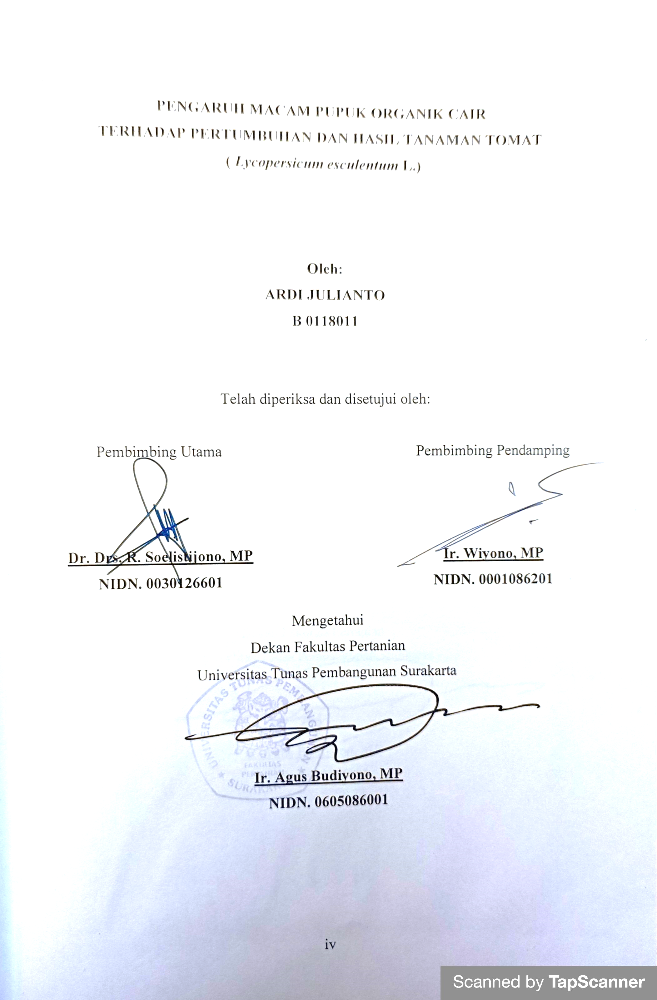 PENGARUH MACAM PUPUK ORGANIK CAIR
TERHADAP PERTUMBUHAN DAN HASIL TANAMAN TOMAT
( Lycopersicum esculentum L.)
Oleh:
ARDI JULIANTO
B 0118011
Telah diperiksa dan disetujui oleh:
Pembimbing Utama
Pembimbing Pendamping
Dr. Drs. R. Soelistijono, MP
Ir. Wiyono, MP
NIDN. 0030126601
NIDN. 0001086201
Mengetahui
Dekan Fakultas Pertanian
Universitas Tunas Pembangunan Surakarta
UNIVERSITAS TUNAS PEMBANGUNAN
FAKULTAS
PERTANIAN
SURAKARTA
Ir. Agus Budiyono, MP
NIDN. 0605086001
iv
Scanned by TapScanner